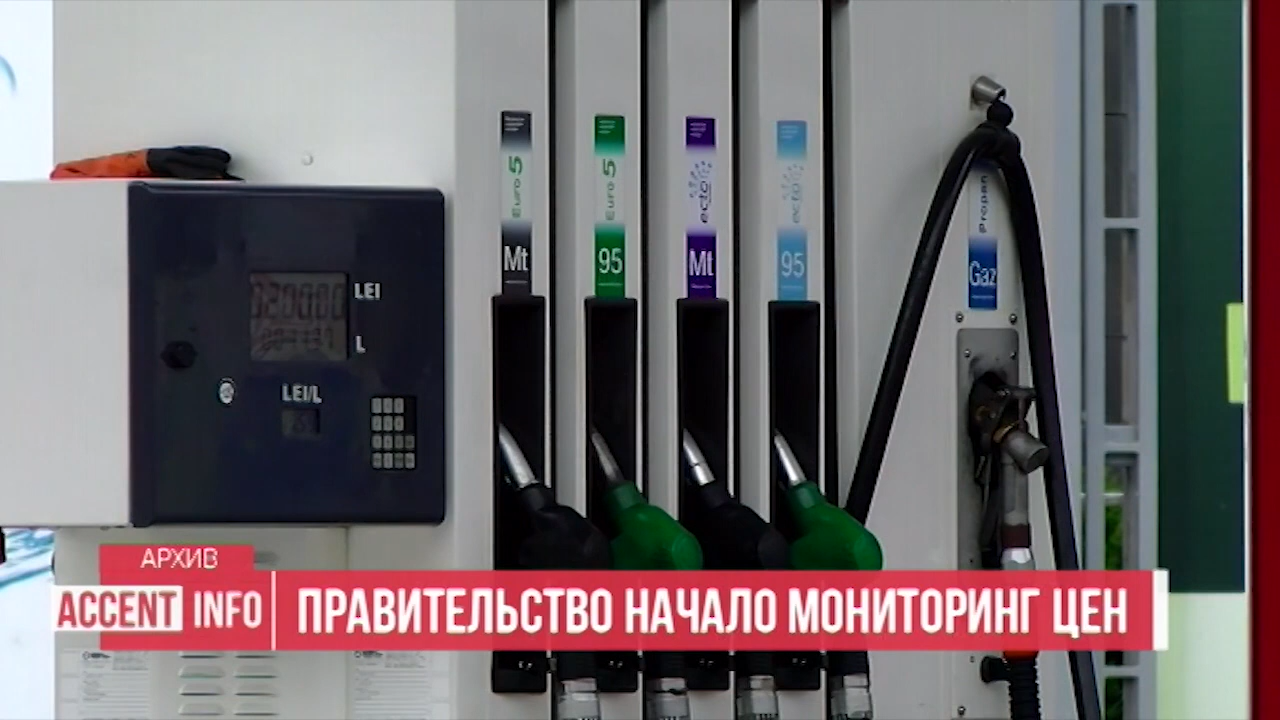 Euro 5
Mt
Euro 5
95
ecto
Mt
ecto
95
Propan
Gaz
LEI
L
LEI/L
АРХИВ
ACCENT INFO
ПРАВИТЕЛЬСТВО НАЧАЛО МОНИТОРИНГ ЦЕН